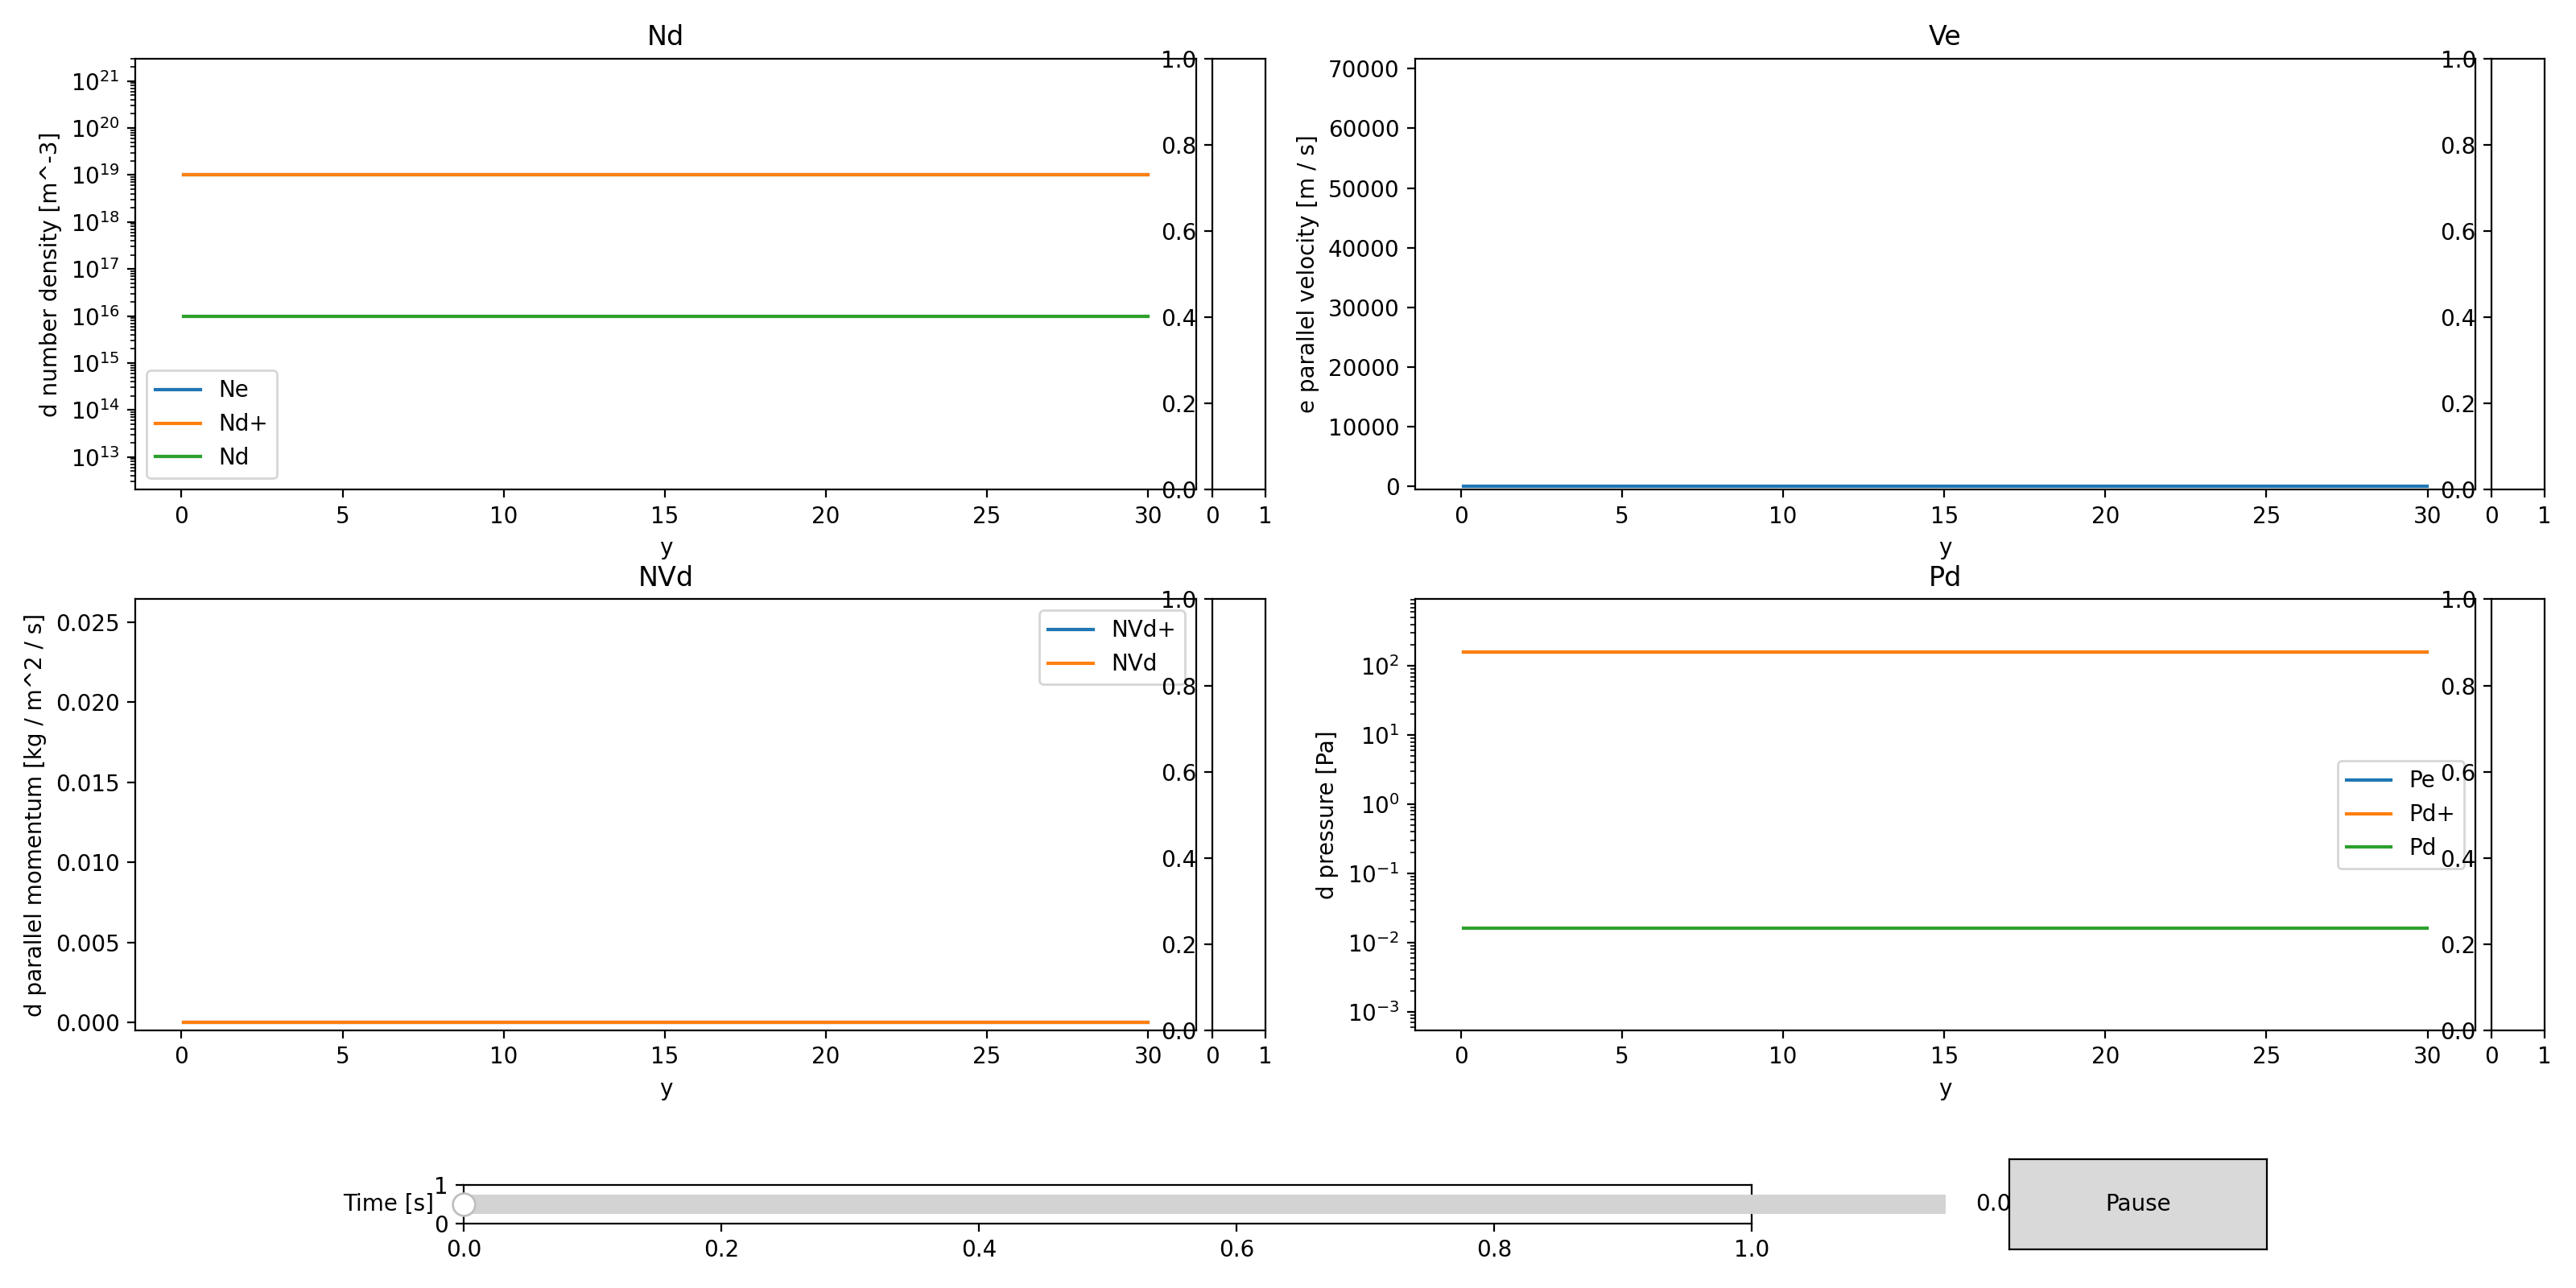 Nd
d number density [m^-3]
10^21
10^20
10^19
10^18
10^17
10^16
10^15
10^14
10^13
Ne
Nd+
Nd
0 5 10 15 20 25 30
y
1.0
0.8
0.6
0.4
0.2
0.0
0 1
Ve
e parallel velocity [m / s]
70000
60000
50000
40000
30000
20000
10000
0
0 5 10 15 20 25 30
y
1.0
0.8
0.6
0.4
0.2
0.0
0 1
NVd
d parallel momentum [kg / m^2 / s]
0.025
0.020
0.015
0.010
0.005
0.000
NVd+
NVd
0 5 10 15 20 25 30
y
1.0
0.8
0.6
0.4
0.2
0.0
0 1
Pd
d pressure [Pa]
10^2
10^1
10^0
10^−1
10^−2
10^−3
Pe
Pd+
Pd
0 5 10 15 20 25 30
y
1.0
0.8
0.6
0.4
0.2
0.0
0 1
Time [s]
1
0
0.0 0.2 0.4 0.6 0.8 1.0
0.0
Pause